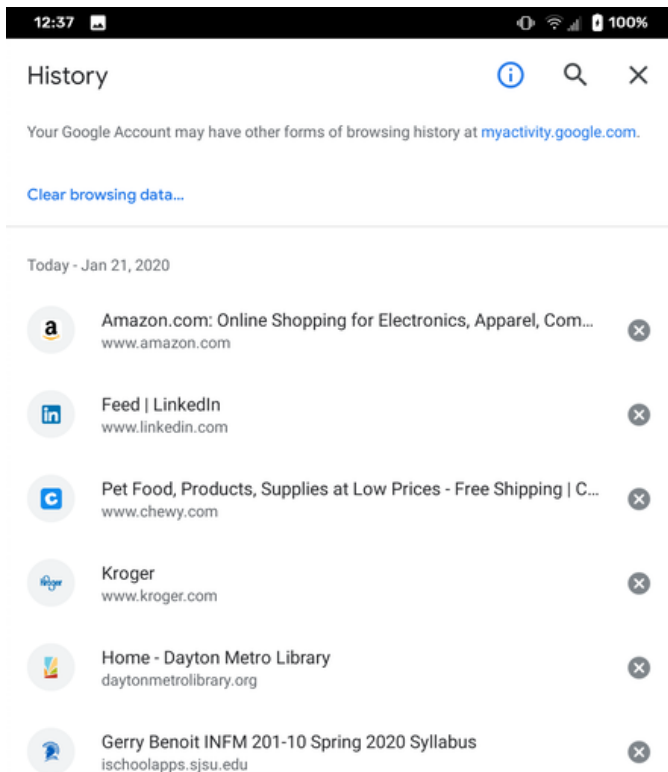 12:37
100%
History
Your Google Account may have other forms of browsing history at myactivity.google.com.
Clear browsing data...
Today - Jan 21, 2020
a
Amazon.com: Online Shopping for Electronics, Apparel, Com...
www.amazon.com
in
Feed | LinkedIn
www.linkedin.com
C
Pet Food, Products, Supplies at Low Prices - Free Shipping | C...
www.chewy.com
Kroger
Kroger
www.kroger.com
Home - Dayton Metro Library
daytonmetrolibrary.org
Gerry Benoit INFM 201-10 Spring 2020 Syllabus
ischoolapps.sjsu.edu